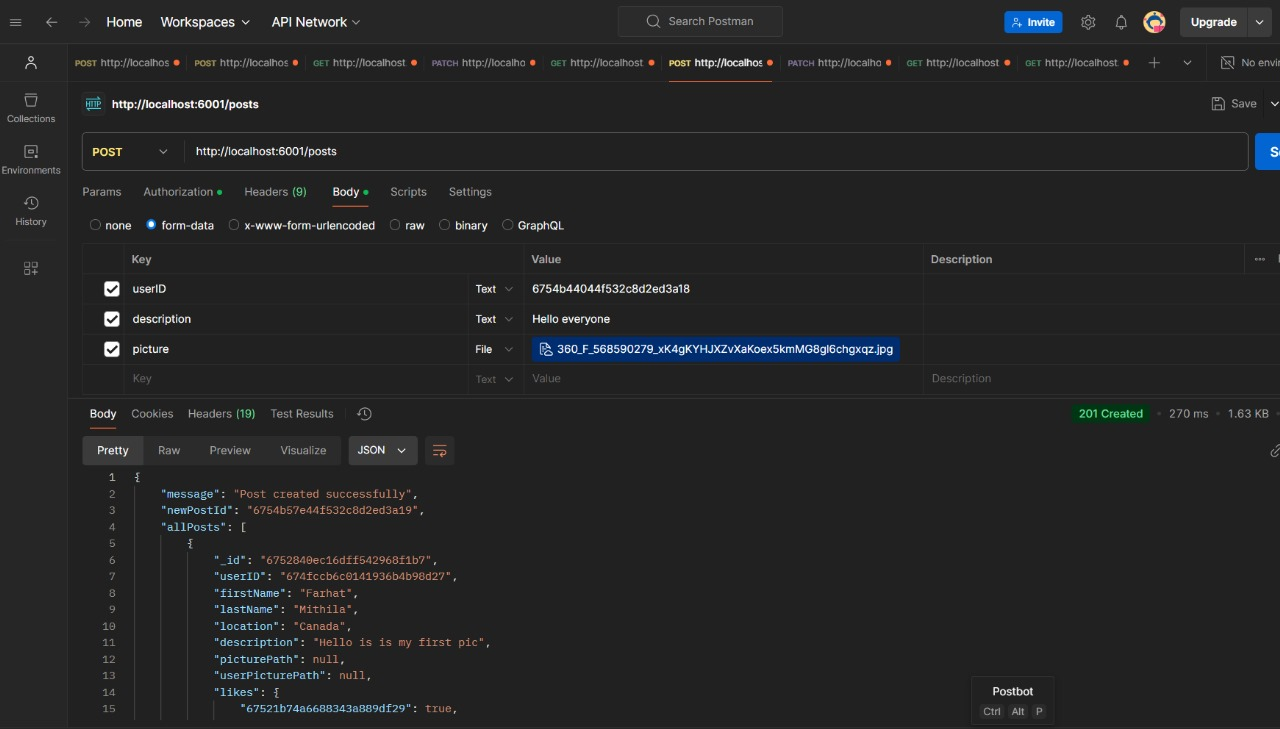 Home Workspaces API Network Search Postman Invite Upgrade
POST http://localhos POST http://localhos GET http://localhost PATCH http://localho GET http://localhost POST http://localhos PATCH http://localho GET http://localhost GET http://localhost No envi
HTTP http://localhost:6001/posts Save
Collections
POST http://localhost:6001/posts
Environments
Params Authorization Headers (9) Body Scripts Settings
History
none form-data x-www-form-urlencoded raw binary GraphQL
Key Value Description
userID Text 6754b44044f532c8d2ed3a18
description Text Hello everyone
picture File 360_F_568590279_xK4gKYHJXZvXaKoex5kmMG8gl6chgxqz.jpg
Key Text Value Description
Body Cookies Headers (19) Test Results 201 Created • 270 ms • 1.63 KB
Pretty Raw Preview Visualize JSON
1 {
2 "message": "Post created successfully",
3 "newPostId": "6754b57e44f532c8d2ed3a19",
4 "allPosts": [
5 {
6 "_id": "6752840ec16dff542968f1b7",
7 "userID": "674fccb6c0141936b4b98d27",
8 "firstName": "Farhat",
9 "lastName": "Mithila",
10 "location": "Canada",
11 "description": "Hello is is my first pic",
12 "picturePath": null,
13 "userPicturePath": null,
14 "likes": {
15 "67521b74a6688343a889df29": true,
Postbot
Ctrl Alt P